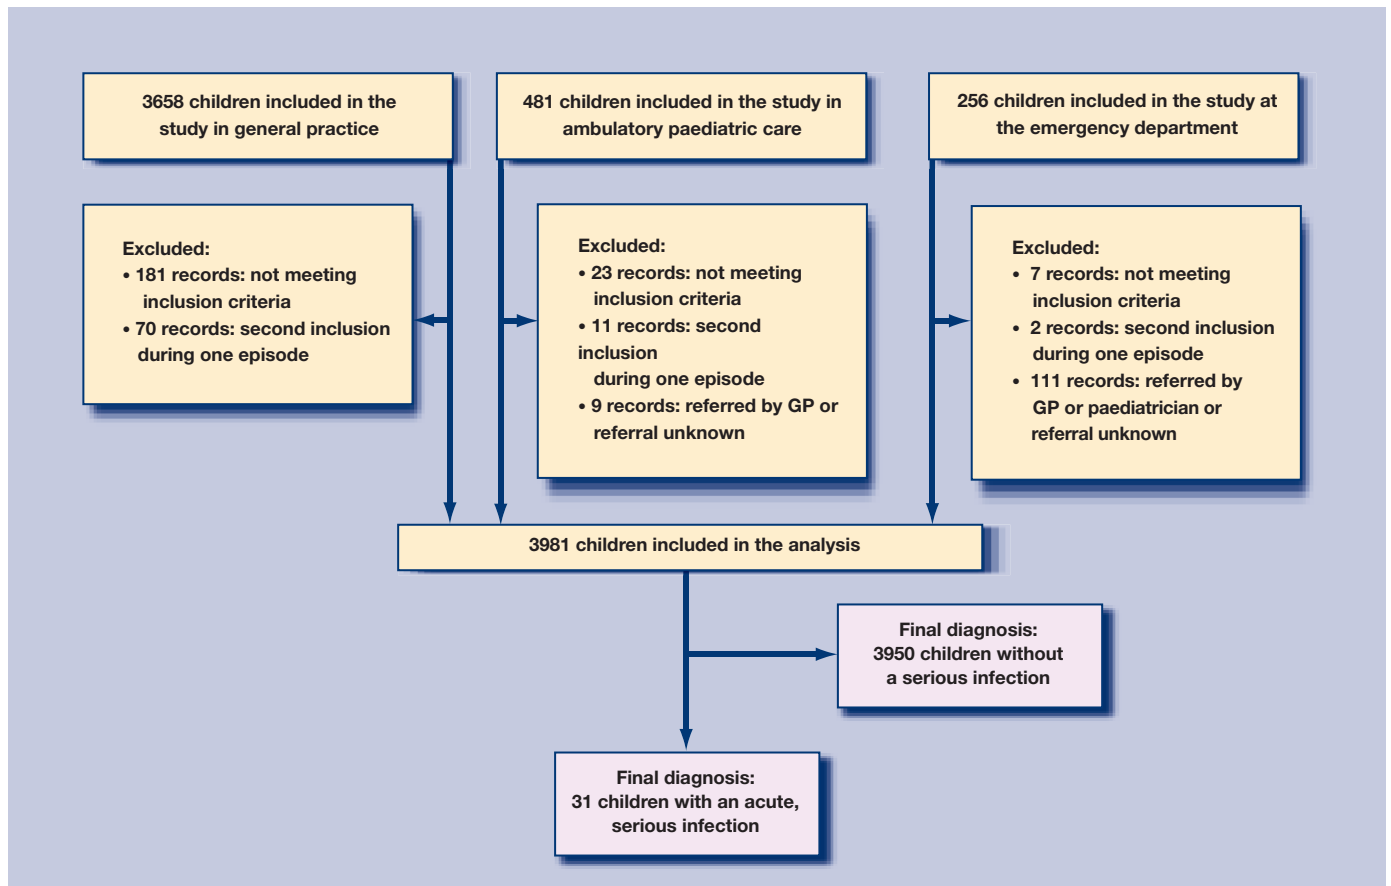 3658 children included in the
study in general practice
481 children included in the study in
ambulatory paediatric care
256 children included in the study at
the emergency department
Excluded:
• 181 records: not meeting
inclusion criteria
• 70 records: second inclusion
during one episode
Excluded:
• 23 records: not meeting
inclusion criteria
• 11 records: second
inclusion
during one episode
• 9 records: referred by GP or
referral unknown
Excluded:
• 7 records: not meeting
inclusion criteria
• 2 records: second inclusion
during one episode
• 111 records: referred by
GP or paediatrician or
referral unknown
3981 children included in the analysis
Final diagnosis:
3950 children without
a serious infection
Final diagnosis:
31 children with an acute,
serious infection